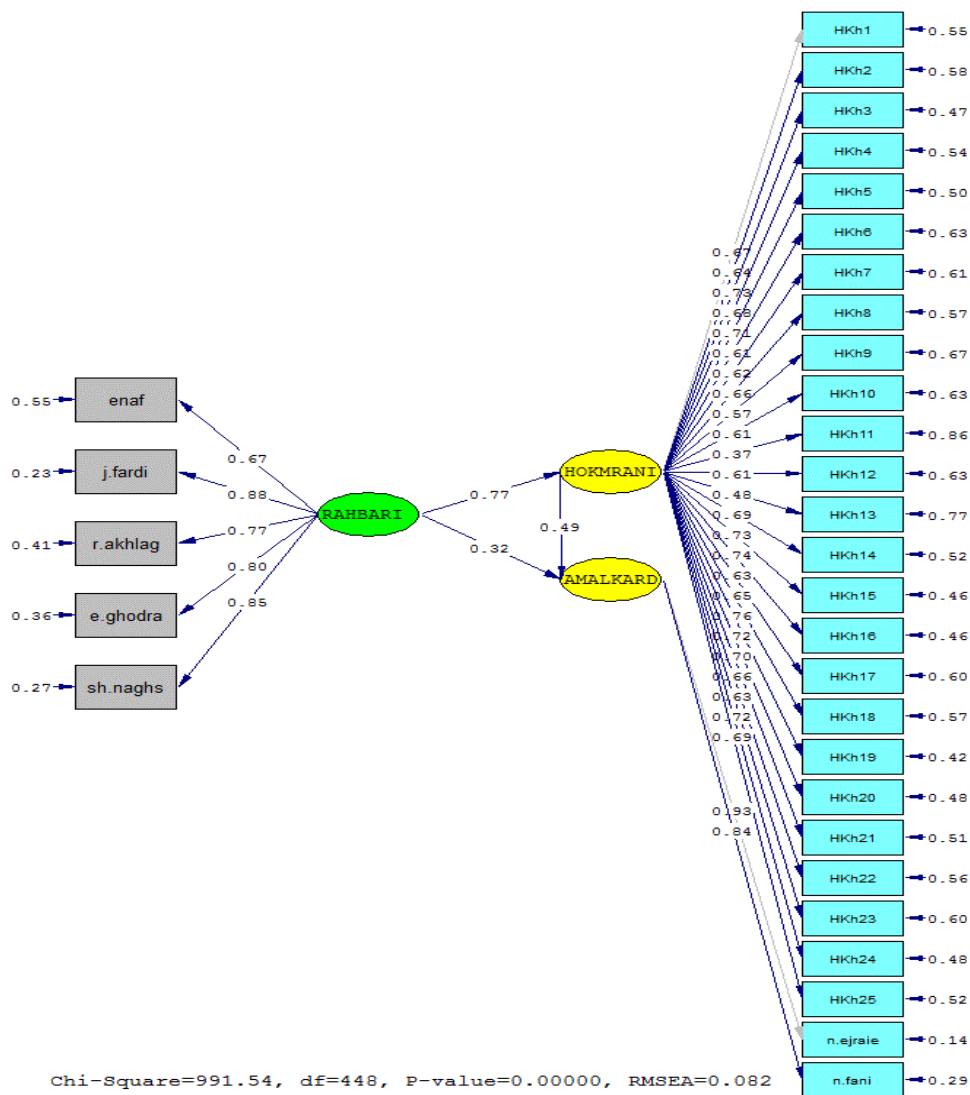 HKh1 0.55
HKh2 0.58
HKh3 0.47
HKh4 0.54
HKh5 0.50
HKh6 0.63
HKh7 0.61
HKh8 0.57
HKh9 0.67
HKh10 0.63
HKh11 0.86
HKh12 0.63
HKh13 0.77
HKh14 0.52
HKh15 0.46
HKh16 0.46
HKh17 0.60
HKh18 0.57
HKh19 0.42
HKh20 0.48
HKh21 0.51
HKh22 0.56
HKh23 0.60
HKh24 0.48
HKh25 0.52
n.ejraie 0.14
n.fani 0.29
0.67
0.64
0.73
0.68
0.71
0.61
0.62
0.66
0.57
0.61
0.37
0.61
0.48
0.69
0.73
0.74
0.63
0.65
0.76
0.72
0.70
0.66
0.63
0.72
0.69
0.93
0.84
0.55 enaf
0.23 j.fardi
0.41 r.akhlag
0.36 e.ghodra
0.27 sh.naghs
0.67
0.88
0.77
0.80
0.85
RAHBARI
0.77
0.32
HOKMRANI
0.49
AMALKARD
Chi-Square=991.54, df=448, P-value=0.00000, RMSEA=0.082